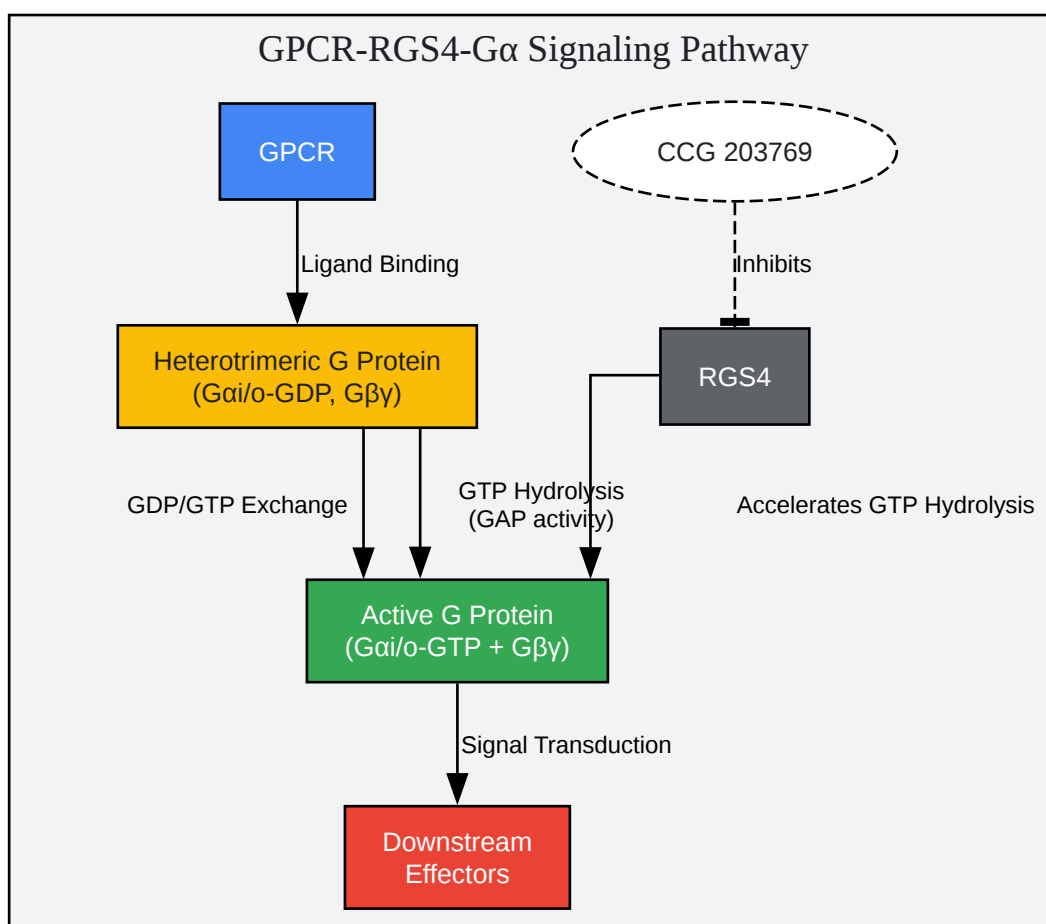 GPCR-RGS4-Gα Signaling Pathway
GPCR
CCG 203769
Ligand Binding
Inhibits
Heterotrimeric G Protein
(Gαi/o-GDP, Gβγ)
RGS4
GDP/GTP Exchange
GTP Hydrolysis
(GAP activity)
Accelerates GTP Hydrolysis
Active G Protein
(Gαi/o-GTP + Gβγ)
Signal Transduction
Downstream
Effectors